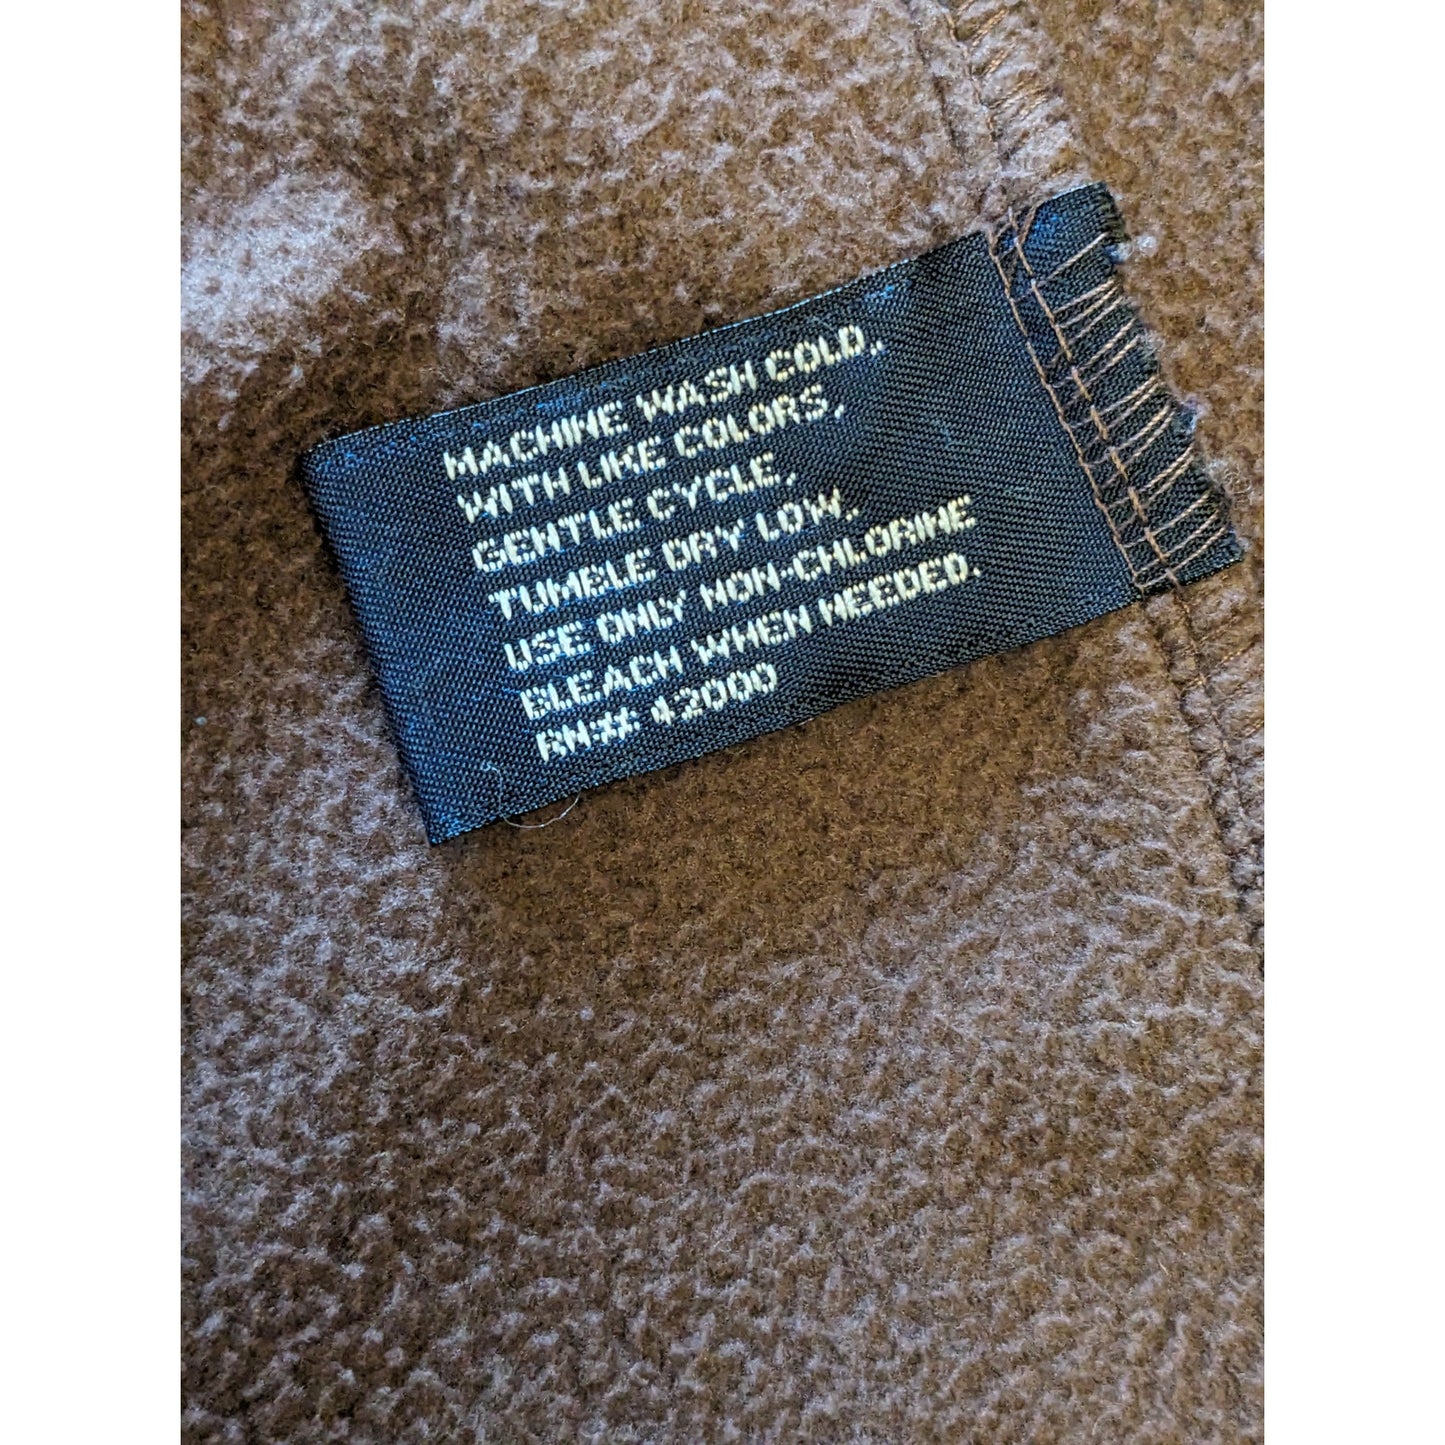 MACHINE WASH COLD,
WITH LIKE COLORS,
GENTLE CYCLE,
TUMBLE DRY LOW,
USE ONLY NON-CHLORINE
BLEACH WHEN NEEDED.
RN# 42000